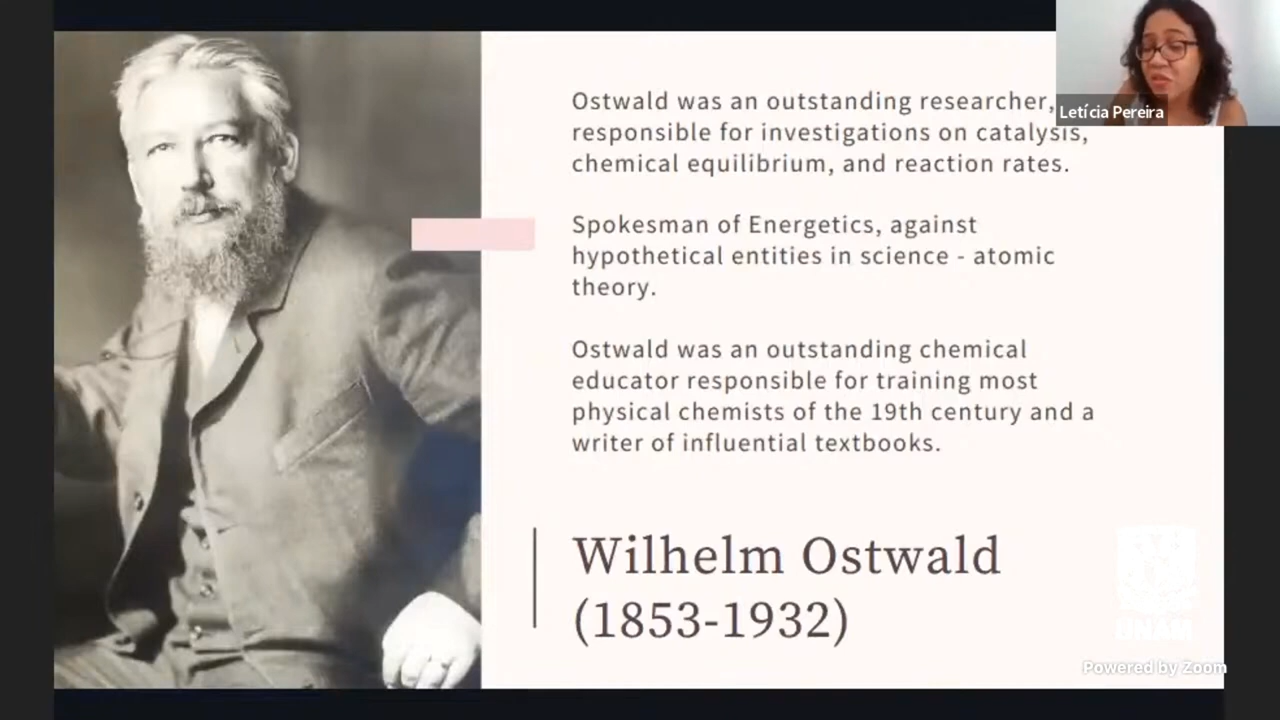 Ostwald was an outstanding researcher,
responsible for investigations on catalysis,
chemical equilibrium, and reaction rates.
Spokesman of Energetics, against
hypothetical entities in science - atomic
theory.
Ostwald was an outstanding chemical
educator responsible for training most
physical chemists of the 19th century and a
writer of influential textbooks.
Wilhelm Ostwald
(1853-1932)
Letícia Pereira
UNAM
Powered by Zoom